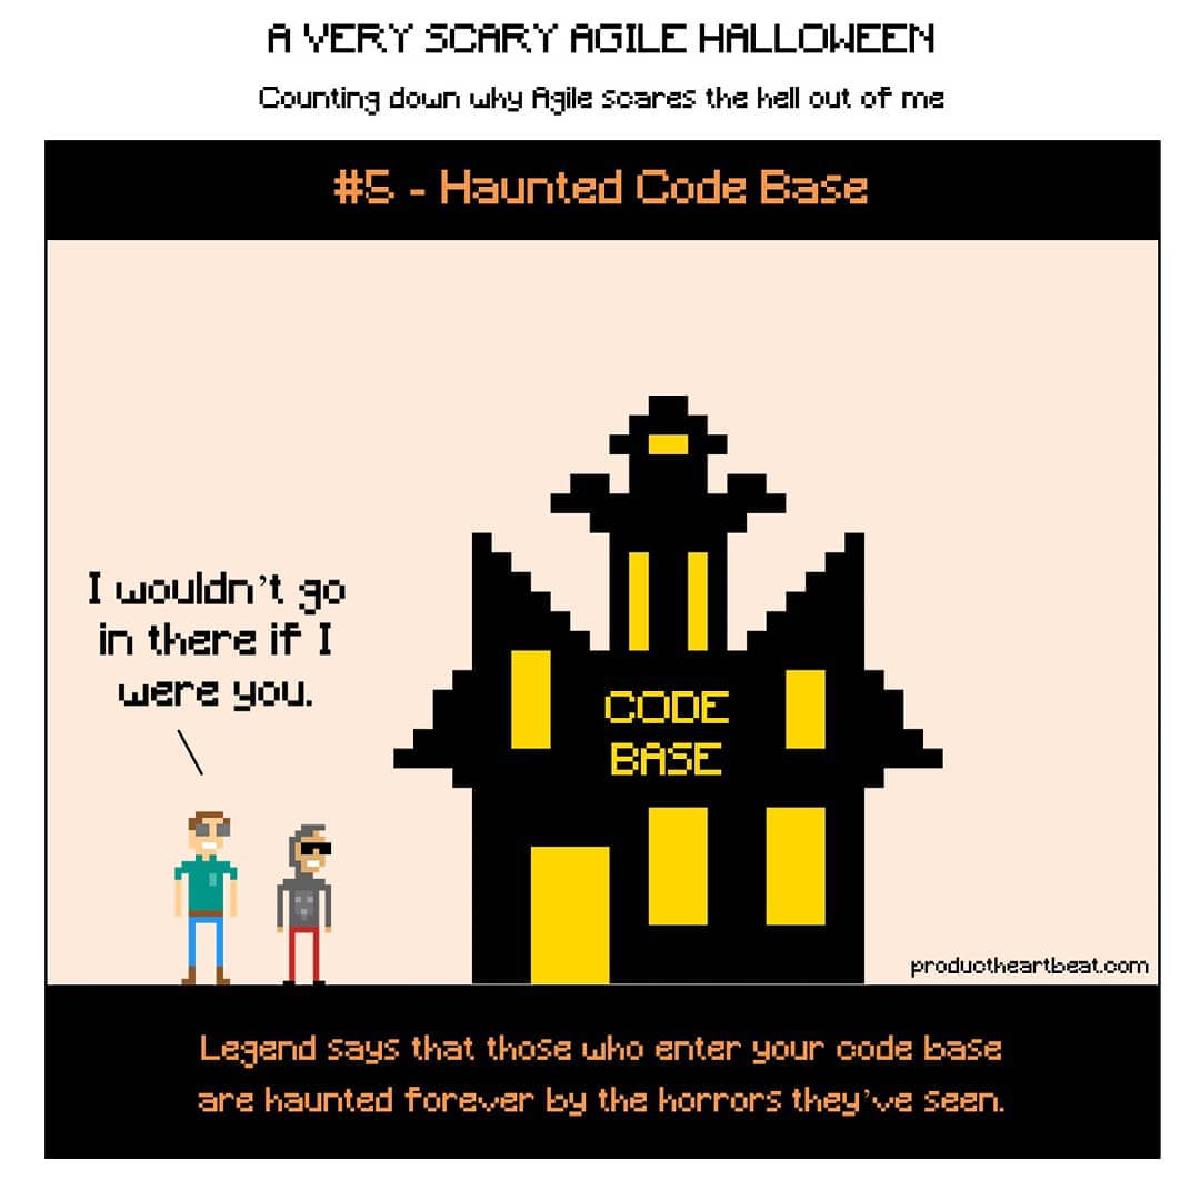 A VERY SCARY AGILE HALLOWEEN
Counting down why Agile scares the hell out of me
#5 - Haunted Code Base
I wouldn't go
in there if I
were you.
CODE
BASE
productheartbeat.com
Legend says that those who enter your code base
are haunted forever by the horrors they've seen.